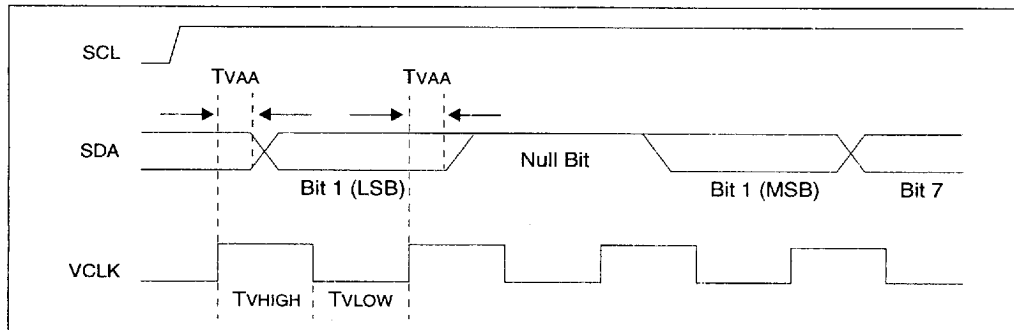 SCL
TVAA
TVAA
SDA
Null Bit
Bit 1 (LSB)
Bit 1 (MSB)
Bit 7
VCLK
TVHIGH
TVLOW